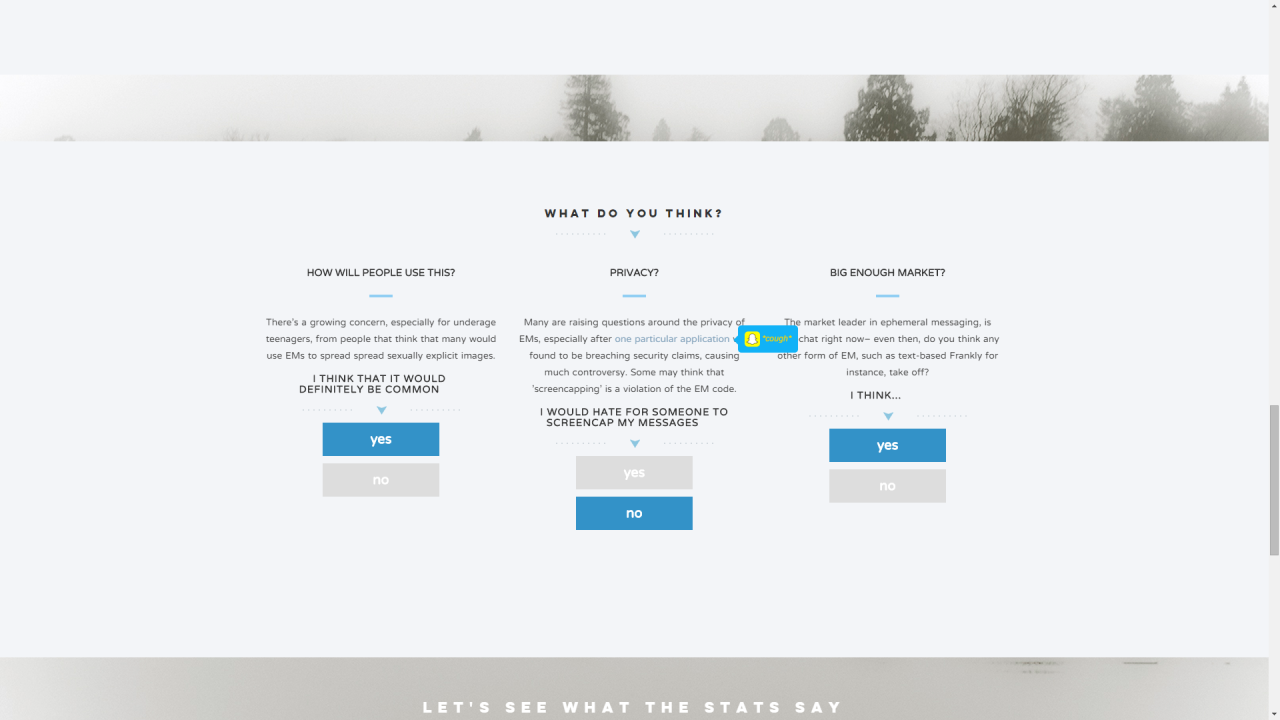 WHAT DO YOU THINK?
HOW WILL PEOPLE USE THIS?
There's a growing concern, especially for underage
teenagers, from people that think that many would
use EMs to spread spread sexually explicit images.
I THINK THAT IT WOULD
DEFINITELY BE COMMON
yes
no
PRIVACY?
Many are raising questions around the privacy of
EMs, especially after one particular application
found to be breaching security claims, causing
much controversy. Some may think that
'screencapping' is a violation of the EM code.
I WOULD HATE FOR SOMEONE TO
SCREENCAP MY MESSAGES
yes
no
*cough*
BIG ENOUGH MARKET?
The market leader in ephemeral messaging, is
chat right now– even then, do you think any
other form of EM, such as text-based Frankly for
instance, take off?
I THINK...
yes
no
LET'S SEE WHAT THE STATS SAY